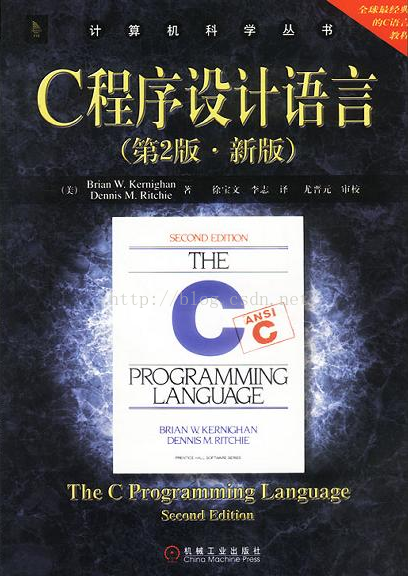 全球最经典
的C语言
教程
计算机科学丛书
C程序设计语言
(第2版·新版)
(美) Brian W. Kernighan
Dennis M. Ritchie 著 徐宝文 李志 译 尤晋元 审校
SECOND EDITION
THE
C
ANSI
C
http://blog.csdn.net
PROGRAMMING
LANGUAGE
BRIAN W. KERNIGHAN
DENNIS M. RITCHIE
PRENTICE HALL SOFTWARE SERIES
The C Programming Language
Second Edition
机械工业出版社
China Machine Press